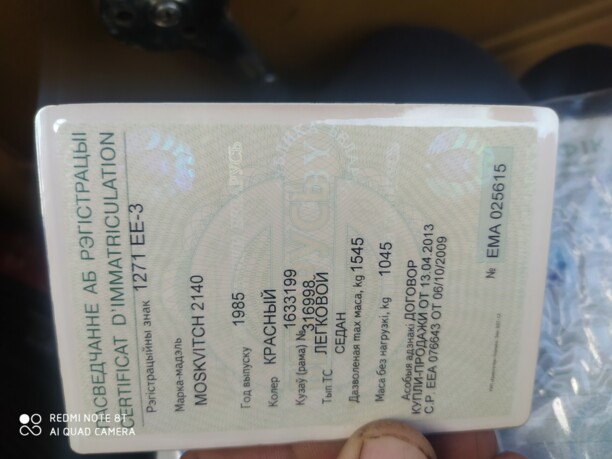 АСВЕДЧАННЕ АБ РЭГІСТРАЦЫІ
CERTIFICAT D'IMMATRICULATION
Рэгістрацыйны знак 1271 EE-3
Марка-мадэль
MOSKVITCH 2140
Год выпуску 1985
Колер КРАСНЫЙ
1633199
Кузаў (рама) № 316998,
Тып ТС ЛЕГКОВОЙ
СЕДАН
Дазволеная max маса, kg 1545
Маса без нагрузкі, kg 1045
Асобыя адзнакі ДОГОВОР
КУПЛИ-ПРОДАЖИ ОТ 13.04.2013
С.Р. ЕЕА 076643 ОТ 06/10/2009
№ EMA 025615
REDMI NOTE 8T
AI QUAD CAMERA